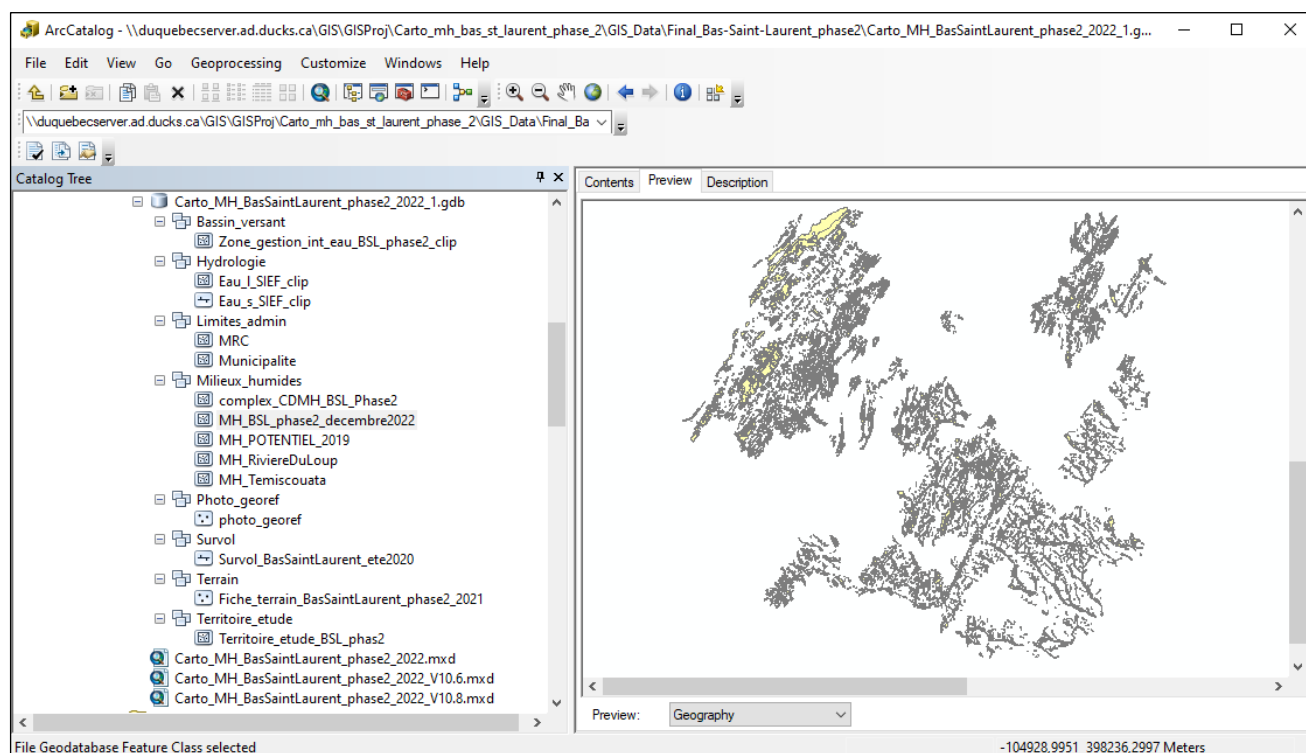 ArcCatalog - \\duquebecserver.ad.ducks.ca\GIS\GISProj\Carto_mh_bas_st_laurent_phase_2\GIS_Data\Final_Bas-Saint-Laurent_phase2\Carto_MH_BasSaintLaurent_phase2_2022_1.g...
File Edit View Go Geoprocessing Customize Windows Help
\\duquebecserver.ad.ducks.ca\GIS\GISProj\Carto_mh_bas_st_laurent_phase_2\GIS_Data\Final_Ba
Catalog Tree
Carto_MH_BasSaintLaurent_phase2_2022_1.gdb
Bassin_versant
Zone_gestion_int_eau_BSL_phase2_clip
Hydrologie
Eau_l_SIEF_clip
Eau_s_SIEF_clip
Limites_admin
MRC
Municipalite
Milieux_humides
complex_CDMH_BSL_Phase2
MH_BSL_phase2_decembre2022
MH_POTENTIEL_2019
MH_RiviereDuLoup
MH_Temiscouata
Photo_georef
photo_georef
Survol
Survol_BasSaintLaurent_ete2020
Terrain
Fiche_terrain_BasSaintLaurent_phase2_2021
Territoire_etude
Territoire_etude_BSL_phas2
Carto_MH_BasSaintLaurent_phase2_2022.mxd
Carto_MH_BasSaintLaurent_phase2_2022_V10.6.mxd
Carto_MH_BasSaintLaurent_phase2_2022_V10.8.mxd
Contents Preview Description
Preview: Geography
File Geodatabase Feature Class selected
-104928,9951 398236,2997 Meters